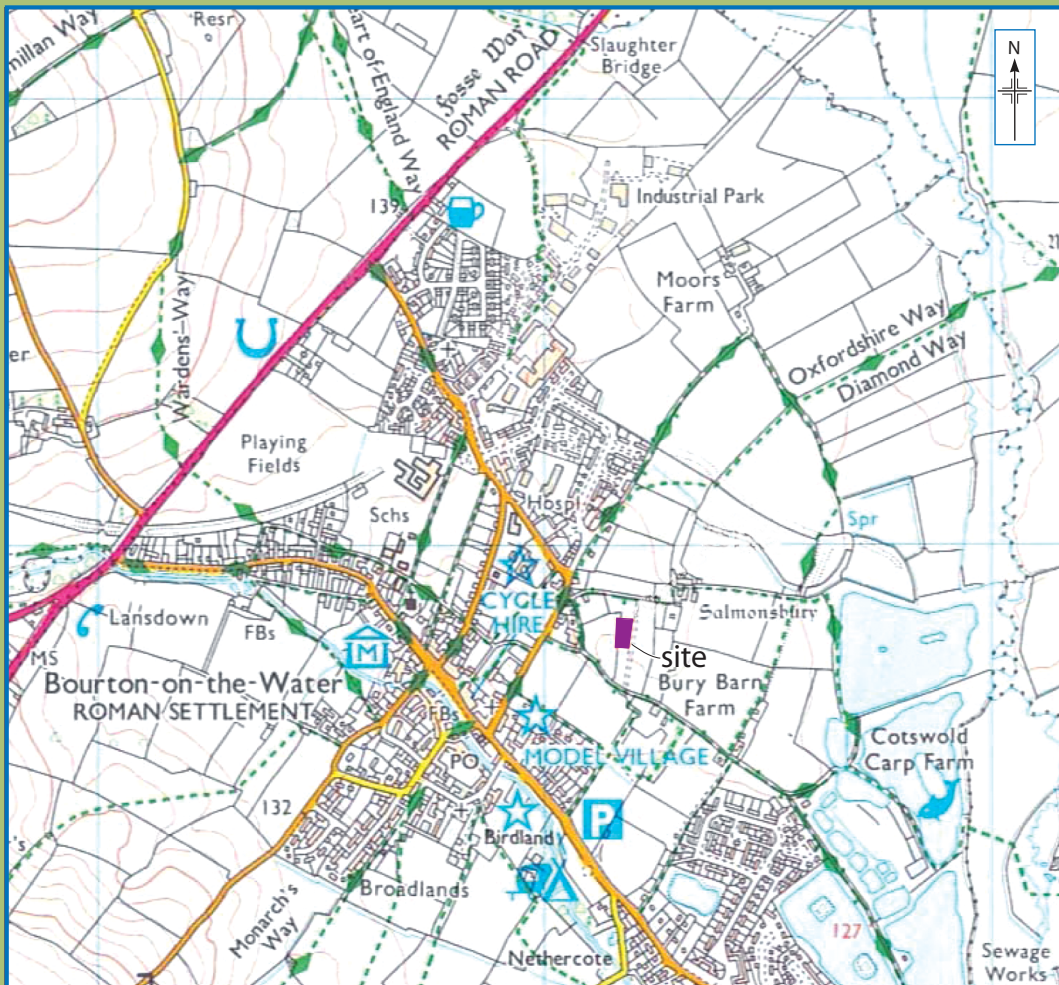 millan Way
Resr
eart of England Way
Fosse Way
ROMAN ROAD
Slaughter
Bridge
N
139
Industrial Park
Moors
Farm
Wardens' Way
er
Oxfordshire Way
Diamond Way
Playing
Fields
Schs
Hospl
Spr
CYCLE
HIRE
Salmonsbury
Lansdown
FBs
M
site
MS
Bourton-on-the-Water
ROMAN SETTLEMENT
Bury Barn
Farm
FBs
PO
MODEL VILLAGE
Cotswold
Carp Farm
132
P
Birdland
's
Broadlands
Monarch's
Way
127
Nethercote
Sewage
Works